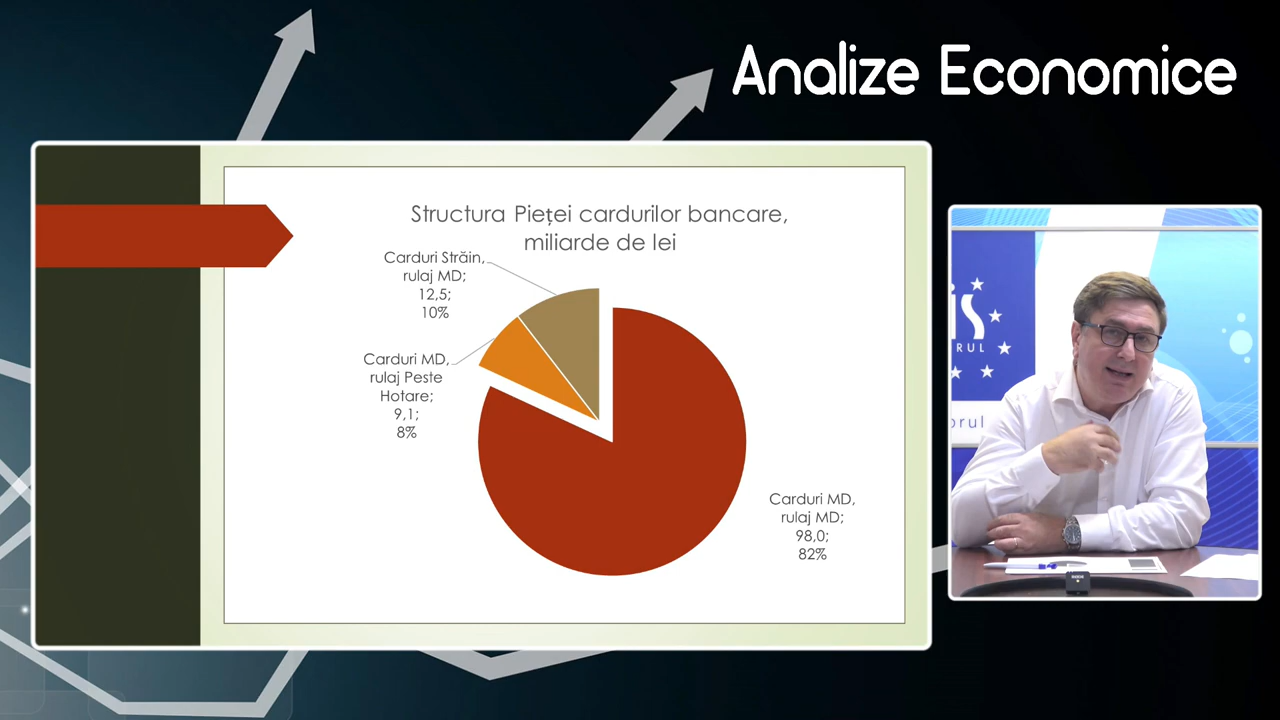 Analize Economice
Structura Pieței cardurilor bancare,
miliarde de lei
Carduri Străin,
rulaj MD;
12,5;
10%
Carduri MD,
rulaj Peste
Hotare;
9,1;
8%
Carduri MD,
rulaj MD;
98,0;
82%